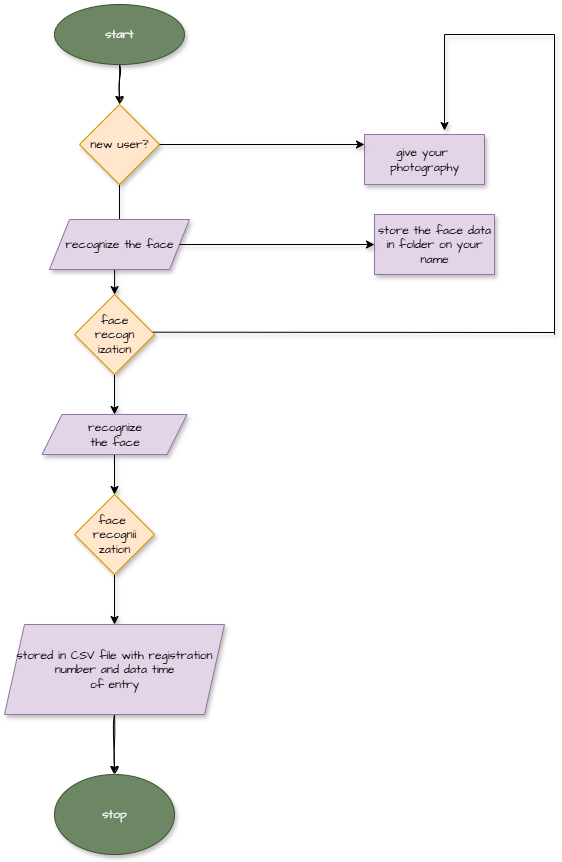 start
new user?
give your
photography
recognize the face
store the face data
in folder on your
name
face
recogn
ization
recognize
the face
face
recognii
zation
stored in CSV file with registration
number and data time
of entry
stop